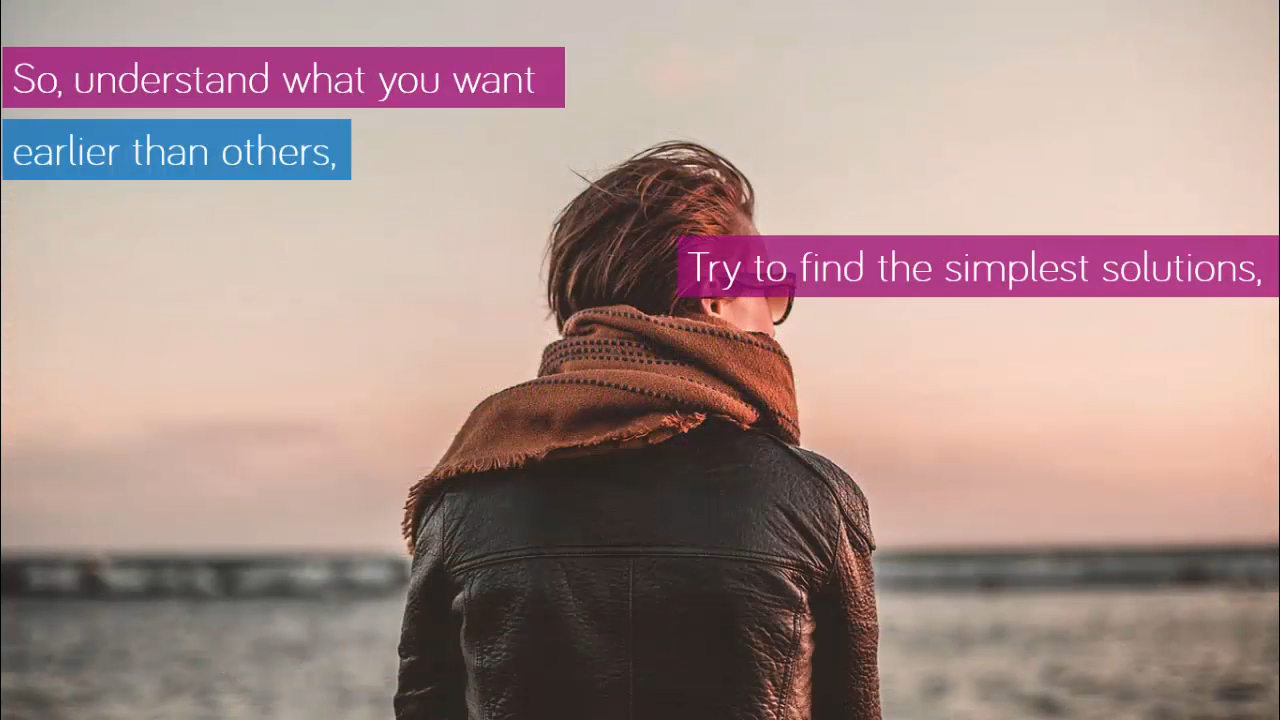 So, understand what you want
earlier than others,
Try to find the simplest solutions,